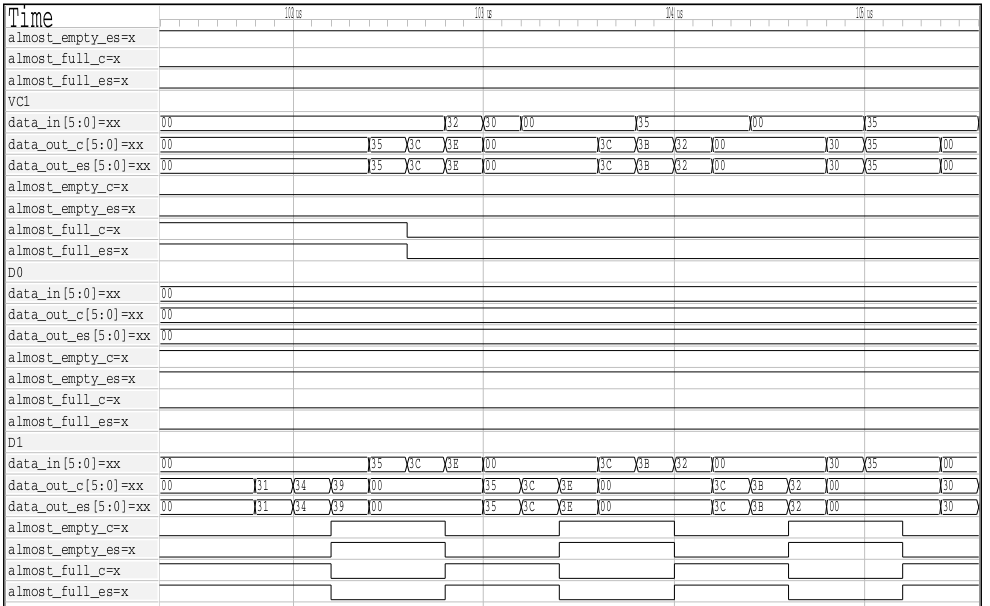 Time 102 us 103 us 104 us 105 us
almost_empty_es=x
almost_full_c=x
almost_full_es=x
VC1
data_in[5:0]=xx 00 32 30 00 35 00 35
data_out_c[5:0]=xx 00 35 3C 3E 00 3C 3B 32 00 30 35 00
data_out_es[5:0]=xx 00 35 3C 3E 00 3C 3B 32 00 30 35 00
almost_empty_c=x
almost_empty_es=x
almost_full_c=x
almost_full_es=x
D0
data_in[5:0]=xx 00
data_out_c[5:0]=xx 00
data_out_es[5:0]=xx 00
almost_empty_c=x
almost_empty_es=x
almost_full_c=x
almost_full_es=x
D1
data_in[5:0]=xx 00 35 3C 3E 00 3C 3B 32 00 30 35 00
data_out_c[5:0]=xx 00 31 34 39 00 35 3C 3E 00 3C 3B 32 00 30
data_out_es[5:0]=xx 00 31 34 39 00 35 3C 3E 00 3C 3B 32 00 30
almost_empty_c=x
almost_empty_es=x
almost_full_c=x
almost_full_es=x